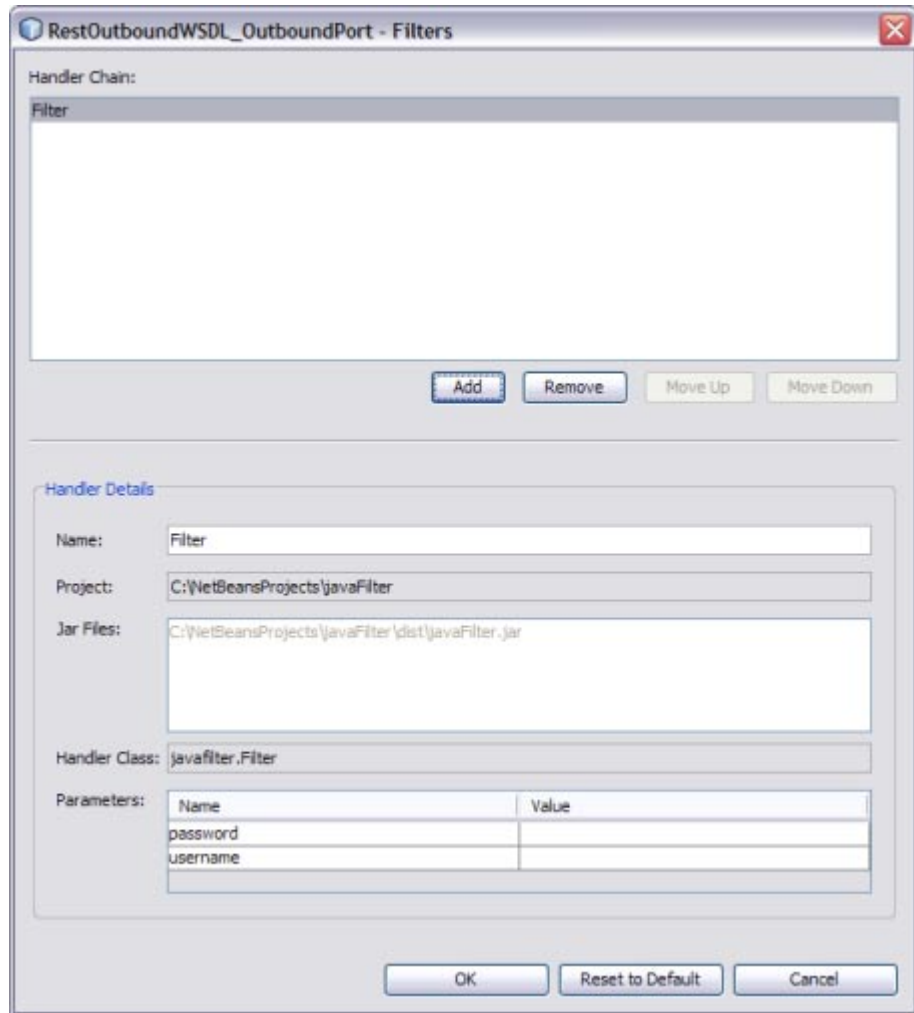 RestOutboundWSDL_OutboundPort - Filters
Handler Chain:
Filter
Add Remove Move Up Move Down
Handler Details
Name: Filter
Project: C:\NetBeansProjects\javaFilter
Jar Files: C:\NetBeansProjects\javaFilter\dist\javaFilter.jar
Handler Class: javafilter.Filter
Parameters: Name Value
password
username
OK Reset to Default Cancel